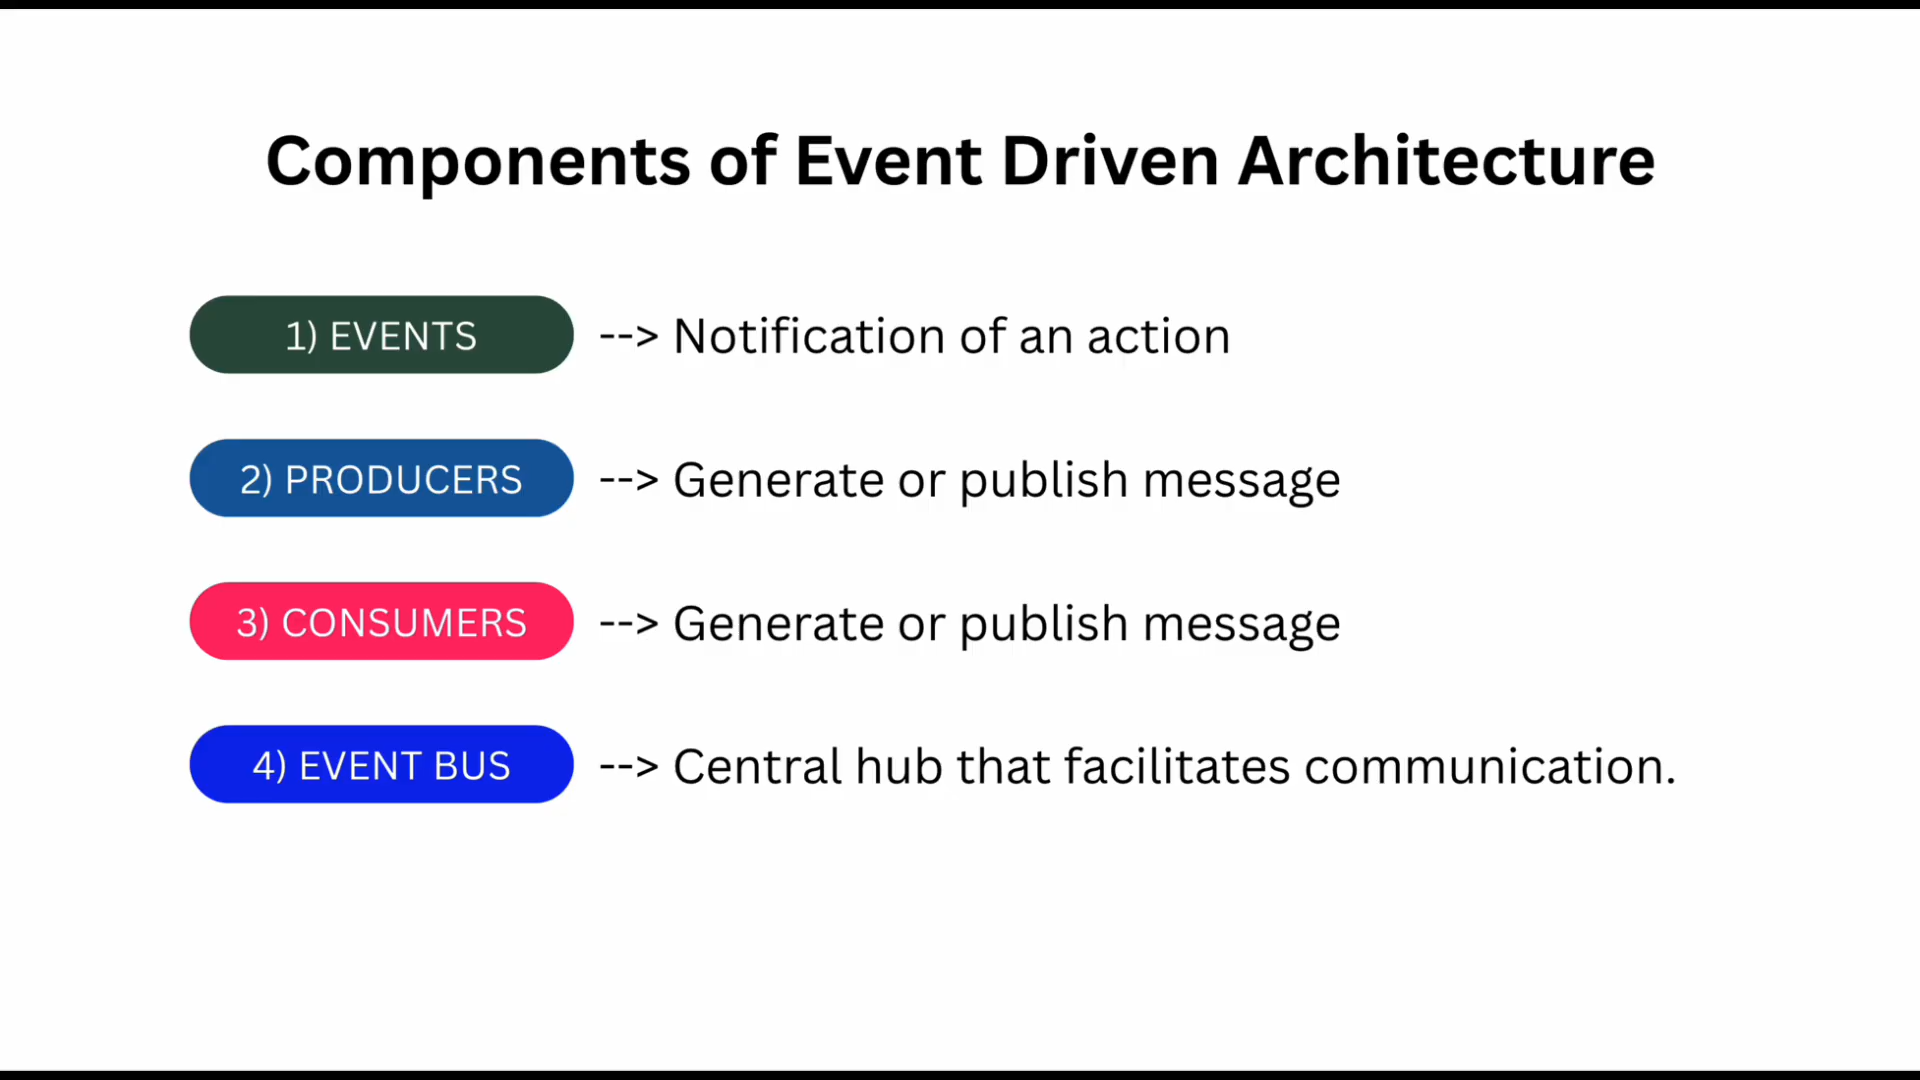 Components of Event Driven Architecture
1) EVENTS --> Notification of an action
2) PRODUCERS --> Generate or publish message
3) CONSUMERS --> Generate or publish message
4) EVENT BUS --> Central hub that facilitates communication.